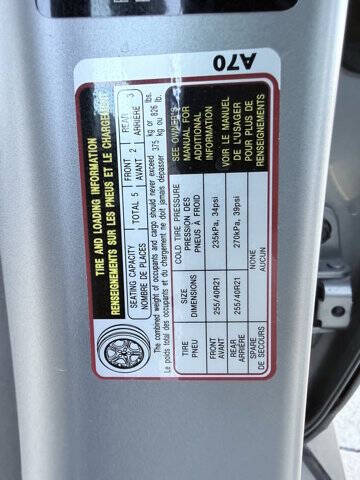 A70
TIRE AND LOADING INFORMATION
RENSEIGNEMENTS SUR LES PNEUS ET LE CHARGEMENT
SEATING CAPACITY
NOMBRE DE PLACES
TOTAL 5
FRONT
AVANT 2
REAR
ARRIÈRE 3
The combined weight of occupants and cargo should never exceed 375 kg or 826 lbs.
Le poids total des occupants et du chargement ne doit jamais dépasser 375 kg ou 826 lb.
TIRE
PNEU
SIZE
DIMENSIONS
COLD TIRE PRESSURE
PRESSION DES
PNEUS À FROID
FRONT
AVANT
255/40R21
235kPa, 34psi
REAR
ARRIÈRE
255/40R21
270kPa, 39psi
SPARE
DE SECOURS
NONE
AUCUN
SEE OWNER'S
MANUAL FOR
ADDITIONAL
INFORMATION
VOIR LE MANUEL
DE L'USAGER
POUR PLUS DE
RENSEIGNEMENTS